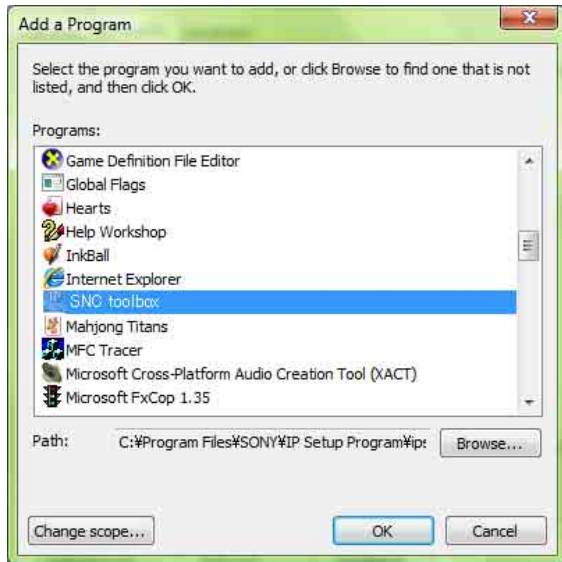 Add a Program
Select the program you want to add, or click Browse to find one that is not
listed, and then click OK.
Programs:
Game Definition File Editor
Global Flags
Hearts
Help Workshop
InkBall
Internet Explorer
SNC toolbox
Mahjong Titans
MFC Tracer
Microsoft Cross-Platform Audio Creation Tool (XACT)
Microsoft FxCop 1.35
Path: C:¥Program Files¥SONY¥IP Setup Program¥ips Browse...
Change scope... OK Cancel